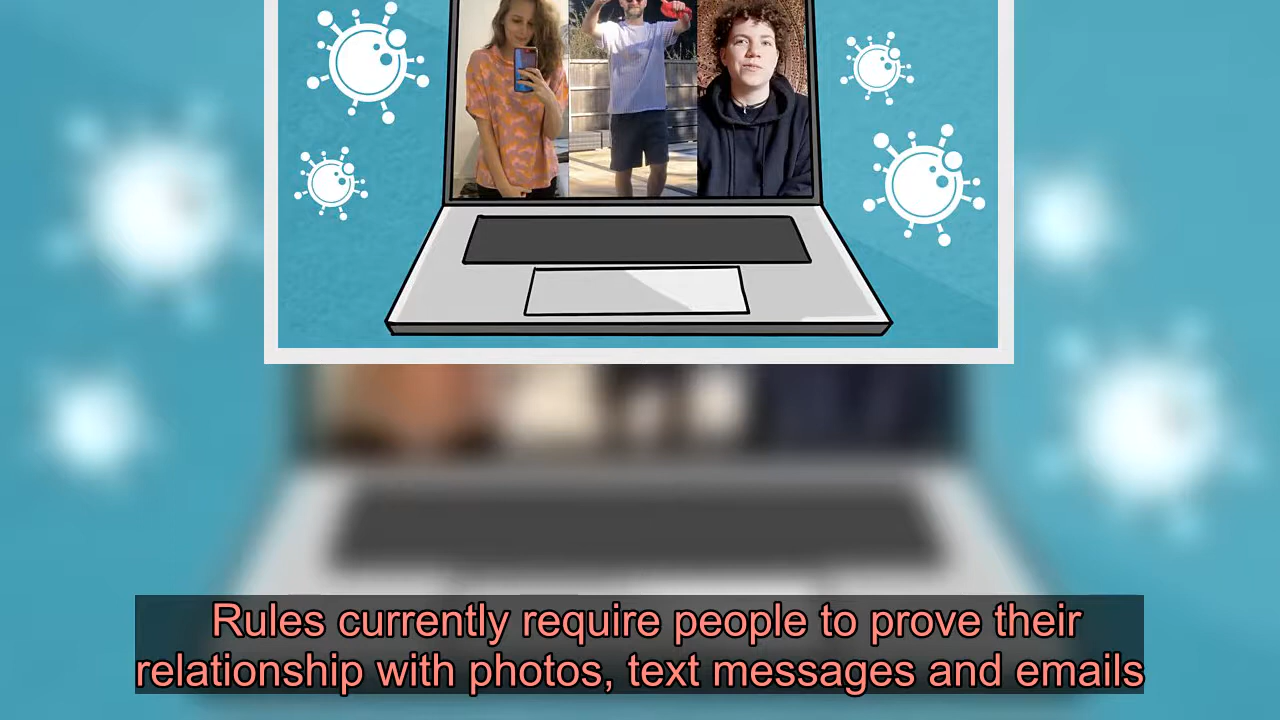 Rules currently require people to prove their
relationship with photos, text messages and emails